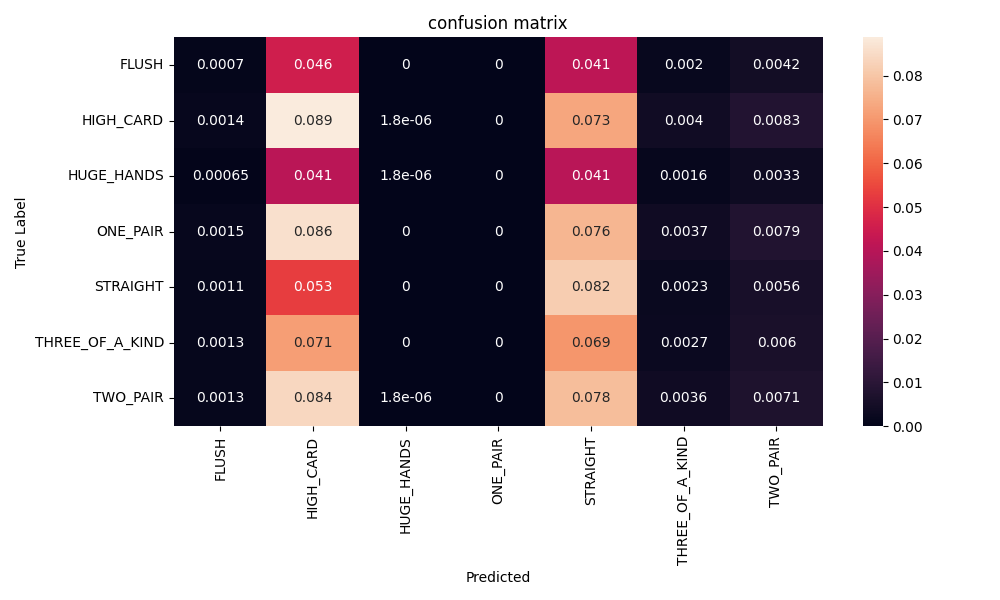 confusion matrix
FLUSH 0.0007 0.046 0 0 0.041 0.002 0.0042
HIGH_CARD 0.0014 0.089 1.8e-06 0 0.073 0.004 0.0083
HUGE_HANDS 0.00065 0.041 1.8e-06 0 0.041 0.0016 0.0033
ONE_PAIR 0.0015 0.086 0 0 0.076 0.0037 0.0079
STRAIGHT 0.0011 0.053 0 0 0.082 0.0023 0.0056
THREE_OF_A_KIND 0.0013 0.071 0 0 0.069 0.0027 0.006
TWO_PAIR 0.0013 0.084 1.8e-06 0 0.078 0.0036 0.0071
True Label
FLUSH HIGH_CARD HUGE_HANDS ONE_PAIR STRAIGHT THREE_OF_A_KIND TWO_PAIR
Predicted
0.08
0.07
0.06
0.05
0.04
0.03
0.02
0.01
0.00